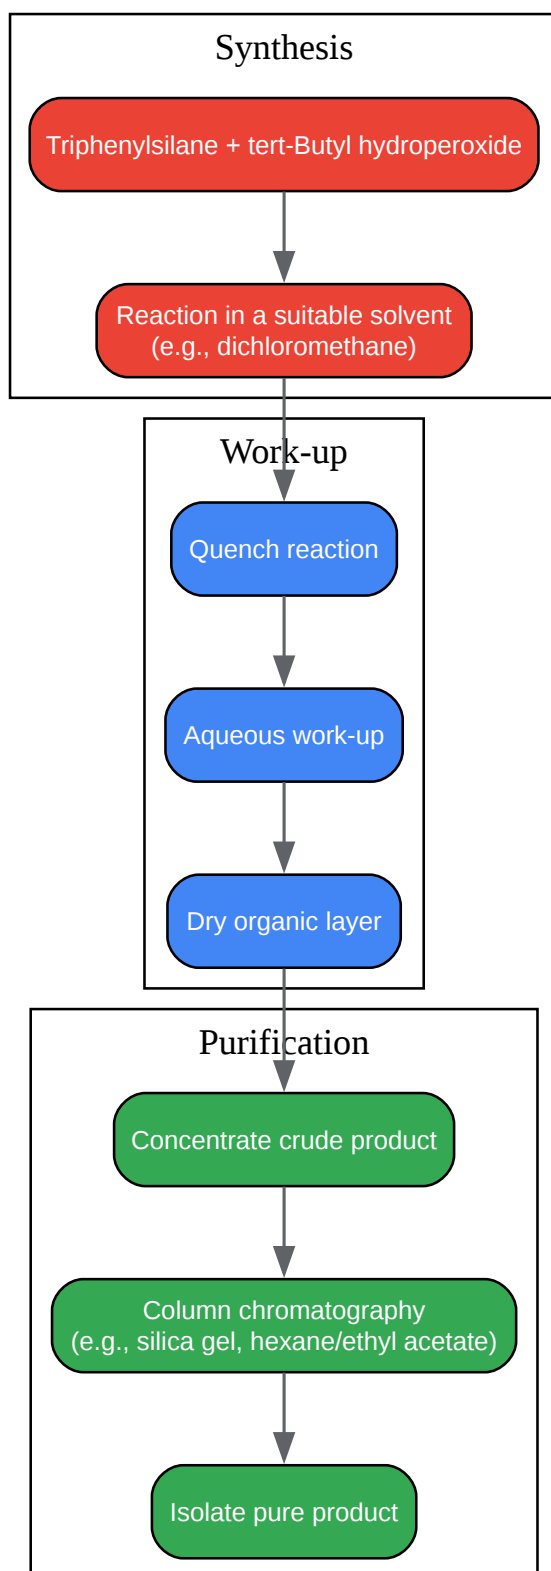 Synthesis
Triphenylsilane + tert-Butyl hydroperoxide
Reaction in a suitable solvent
(e.g., dichloromethane)
Work-up
Quench reaction
Aqueous work-up
Dry organic layer
Purification
Concentrate crude product
Column chromatography
(e.g., silica gel, hexane/ethyl acetate)
Isolate pure product